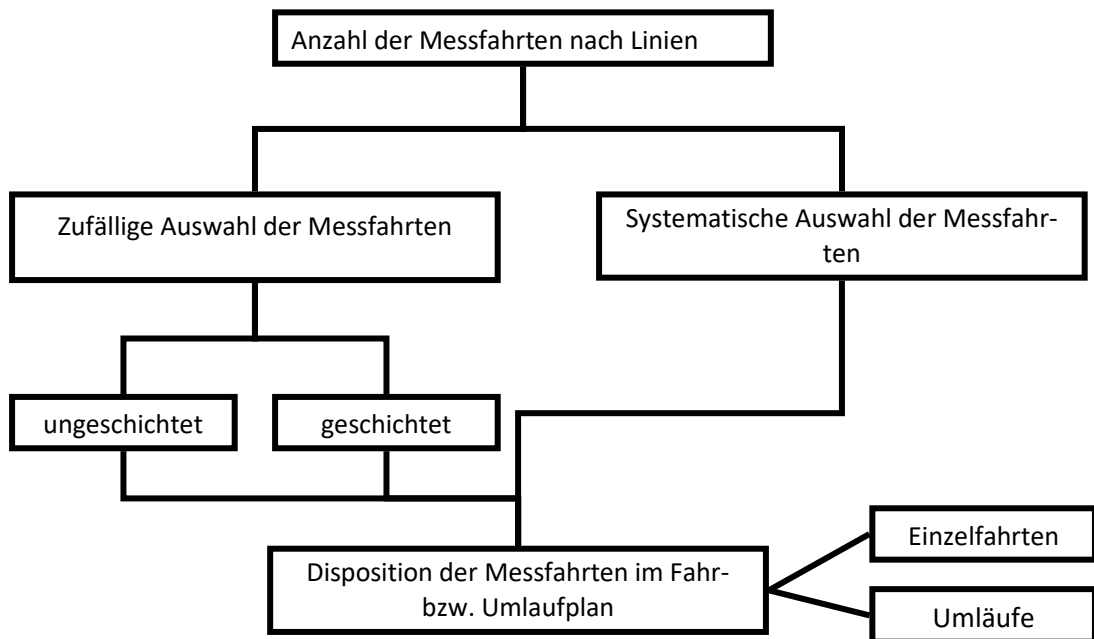 Anzahl der Messfahrten nach Linien
Zufällige Auswahl der Messfahrten
Systematische Auswahl der Messfahr-
ten
ungeschichtet
geschichtet
Disposition der Messfahrten im Fahr-
bzw. Umlaufplan
Einzelfahrten
Umläufe